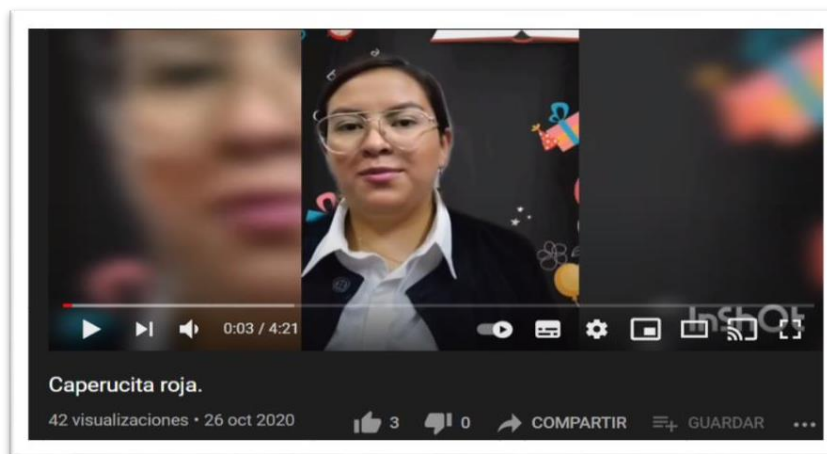 0:03 / 4:21
InShOt
Caperucita roja.
42 visualizaciones • 26 oct 2020 3 0 COMPARTIR GUARDAR